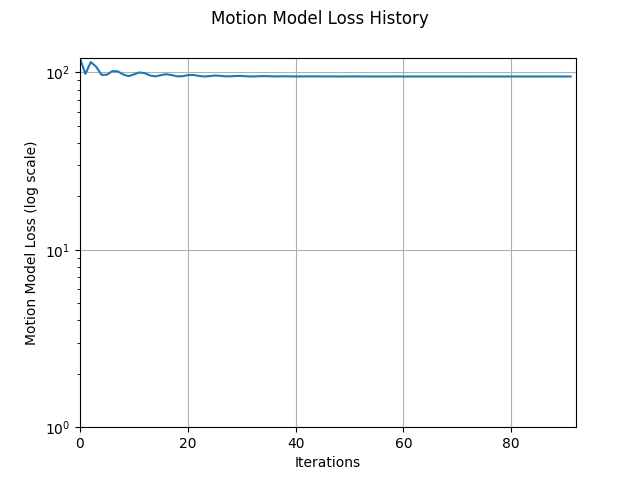 Motion Model Loss History
Motion Model Loss (log scale)
10²
10¹
10⁰
0 20 40 60 80
Iterations